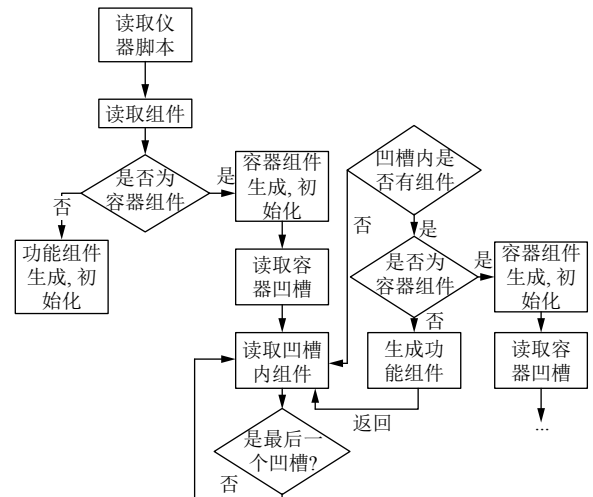 读取仪
器脚本
读取组件
是否为
容器组件
否
是
功能组件
生成, 初
始化
容器组件
生成, 初
始化
读取容
器凹槽
读取凹槽
内组件
是最后一
个凹槽?
否
凹槽内是
否有组件
否
是
是否为
容器组件
是
否
容器组件
生成, 初
始化
生成功
能组件
返回
读取容
器凹槽
...